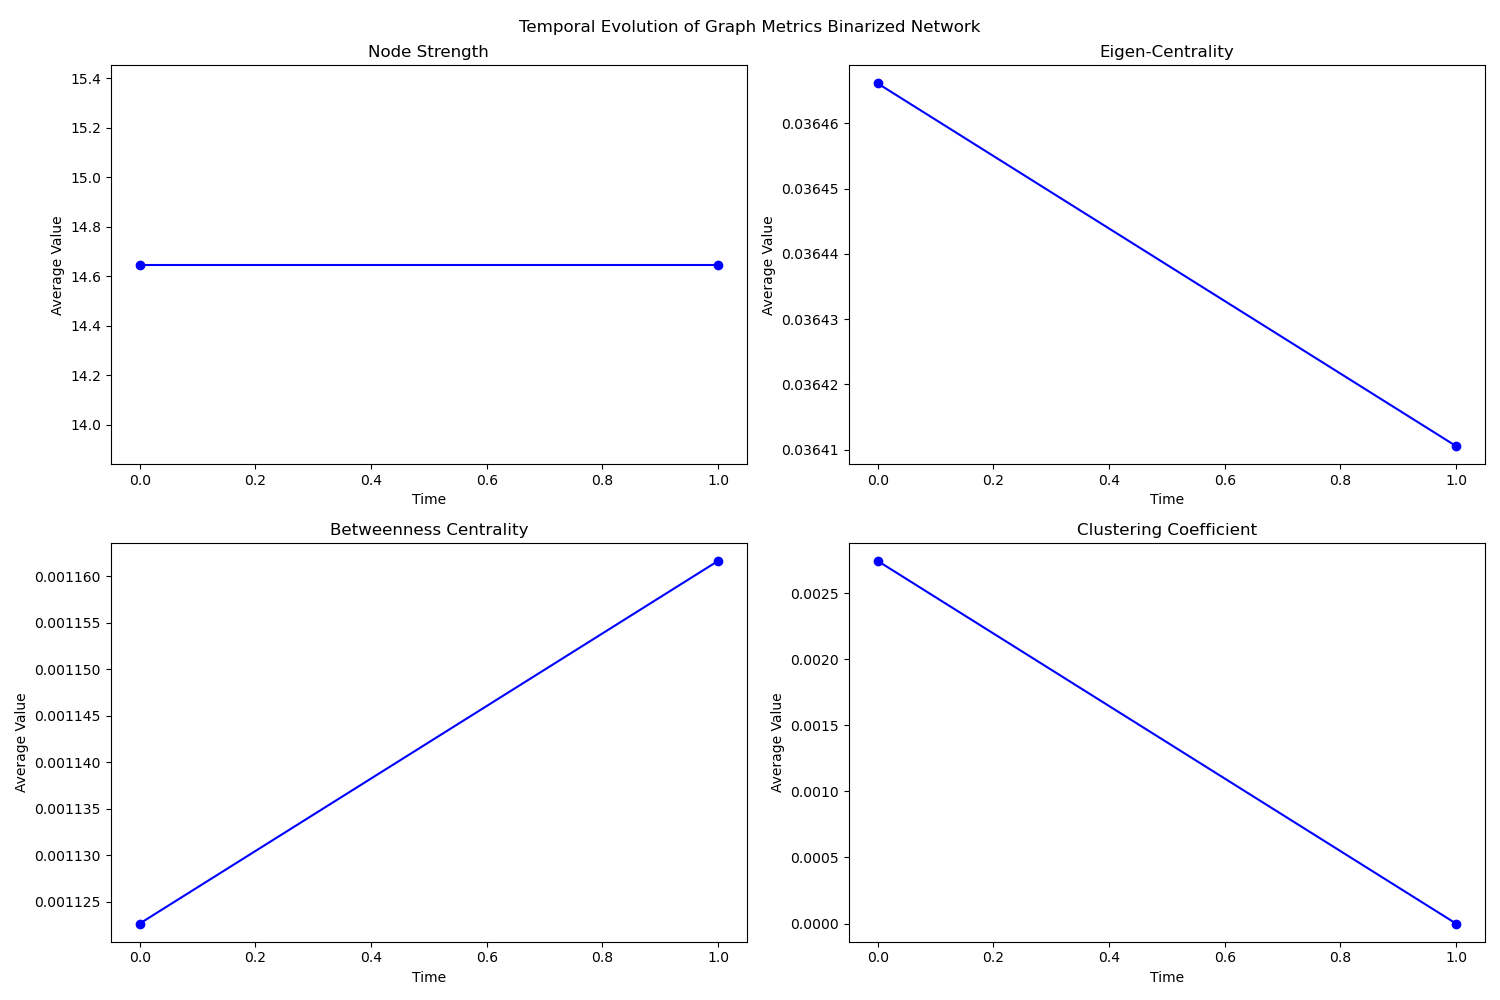 Temporal Evolution of Graph Metrics Binarized Network
Node Strength
15.4
15.2
15.0
14.8
14.6
14.4
14.2
14.0
Average Value
0.0 0.2 0.4 0.6 0.8 1.0
Time
Eigen-Centrality
0.03646
0.03645
0.03644
0.03643
0.03642
0.03641
Average Value
0.0 0.2 0.4 0.6 0.8 1.0
Time
Betweenness Centrality
0.001160
0.001155
0.001150
0.001145
0.001140
0.001135
0.001130
0.001125
Average Value
0.0 0.2 0.4 0.6 0.8 1.0
Time
Clustering Coefficient
0.0025
0.0020
0.0015
0.0010
0.0005
0.0000
Average Value
0.0 0.2 0.4 0.6 0.8 1.0
Time